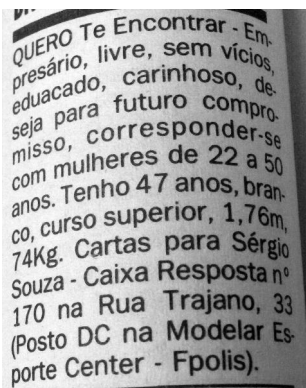 QUERO Te Encontrar - Em-
presário, livre, sem vícios,
eduacado, carinhoso, de-
seja para futuro compro-
misso, corresponder-se
com mulheres de 22 a 50
anos. Tenho 47 anos, bran-
co, curso superior, 1,76m,
74Kg. Cartas para Sérgio
Souza - Caixa Resposta nº
170 na Rua Trajano, 33
(Posto DC na Modelar Es-
porte Center - Fpolis).